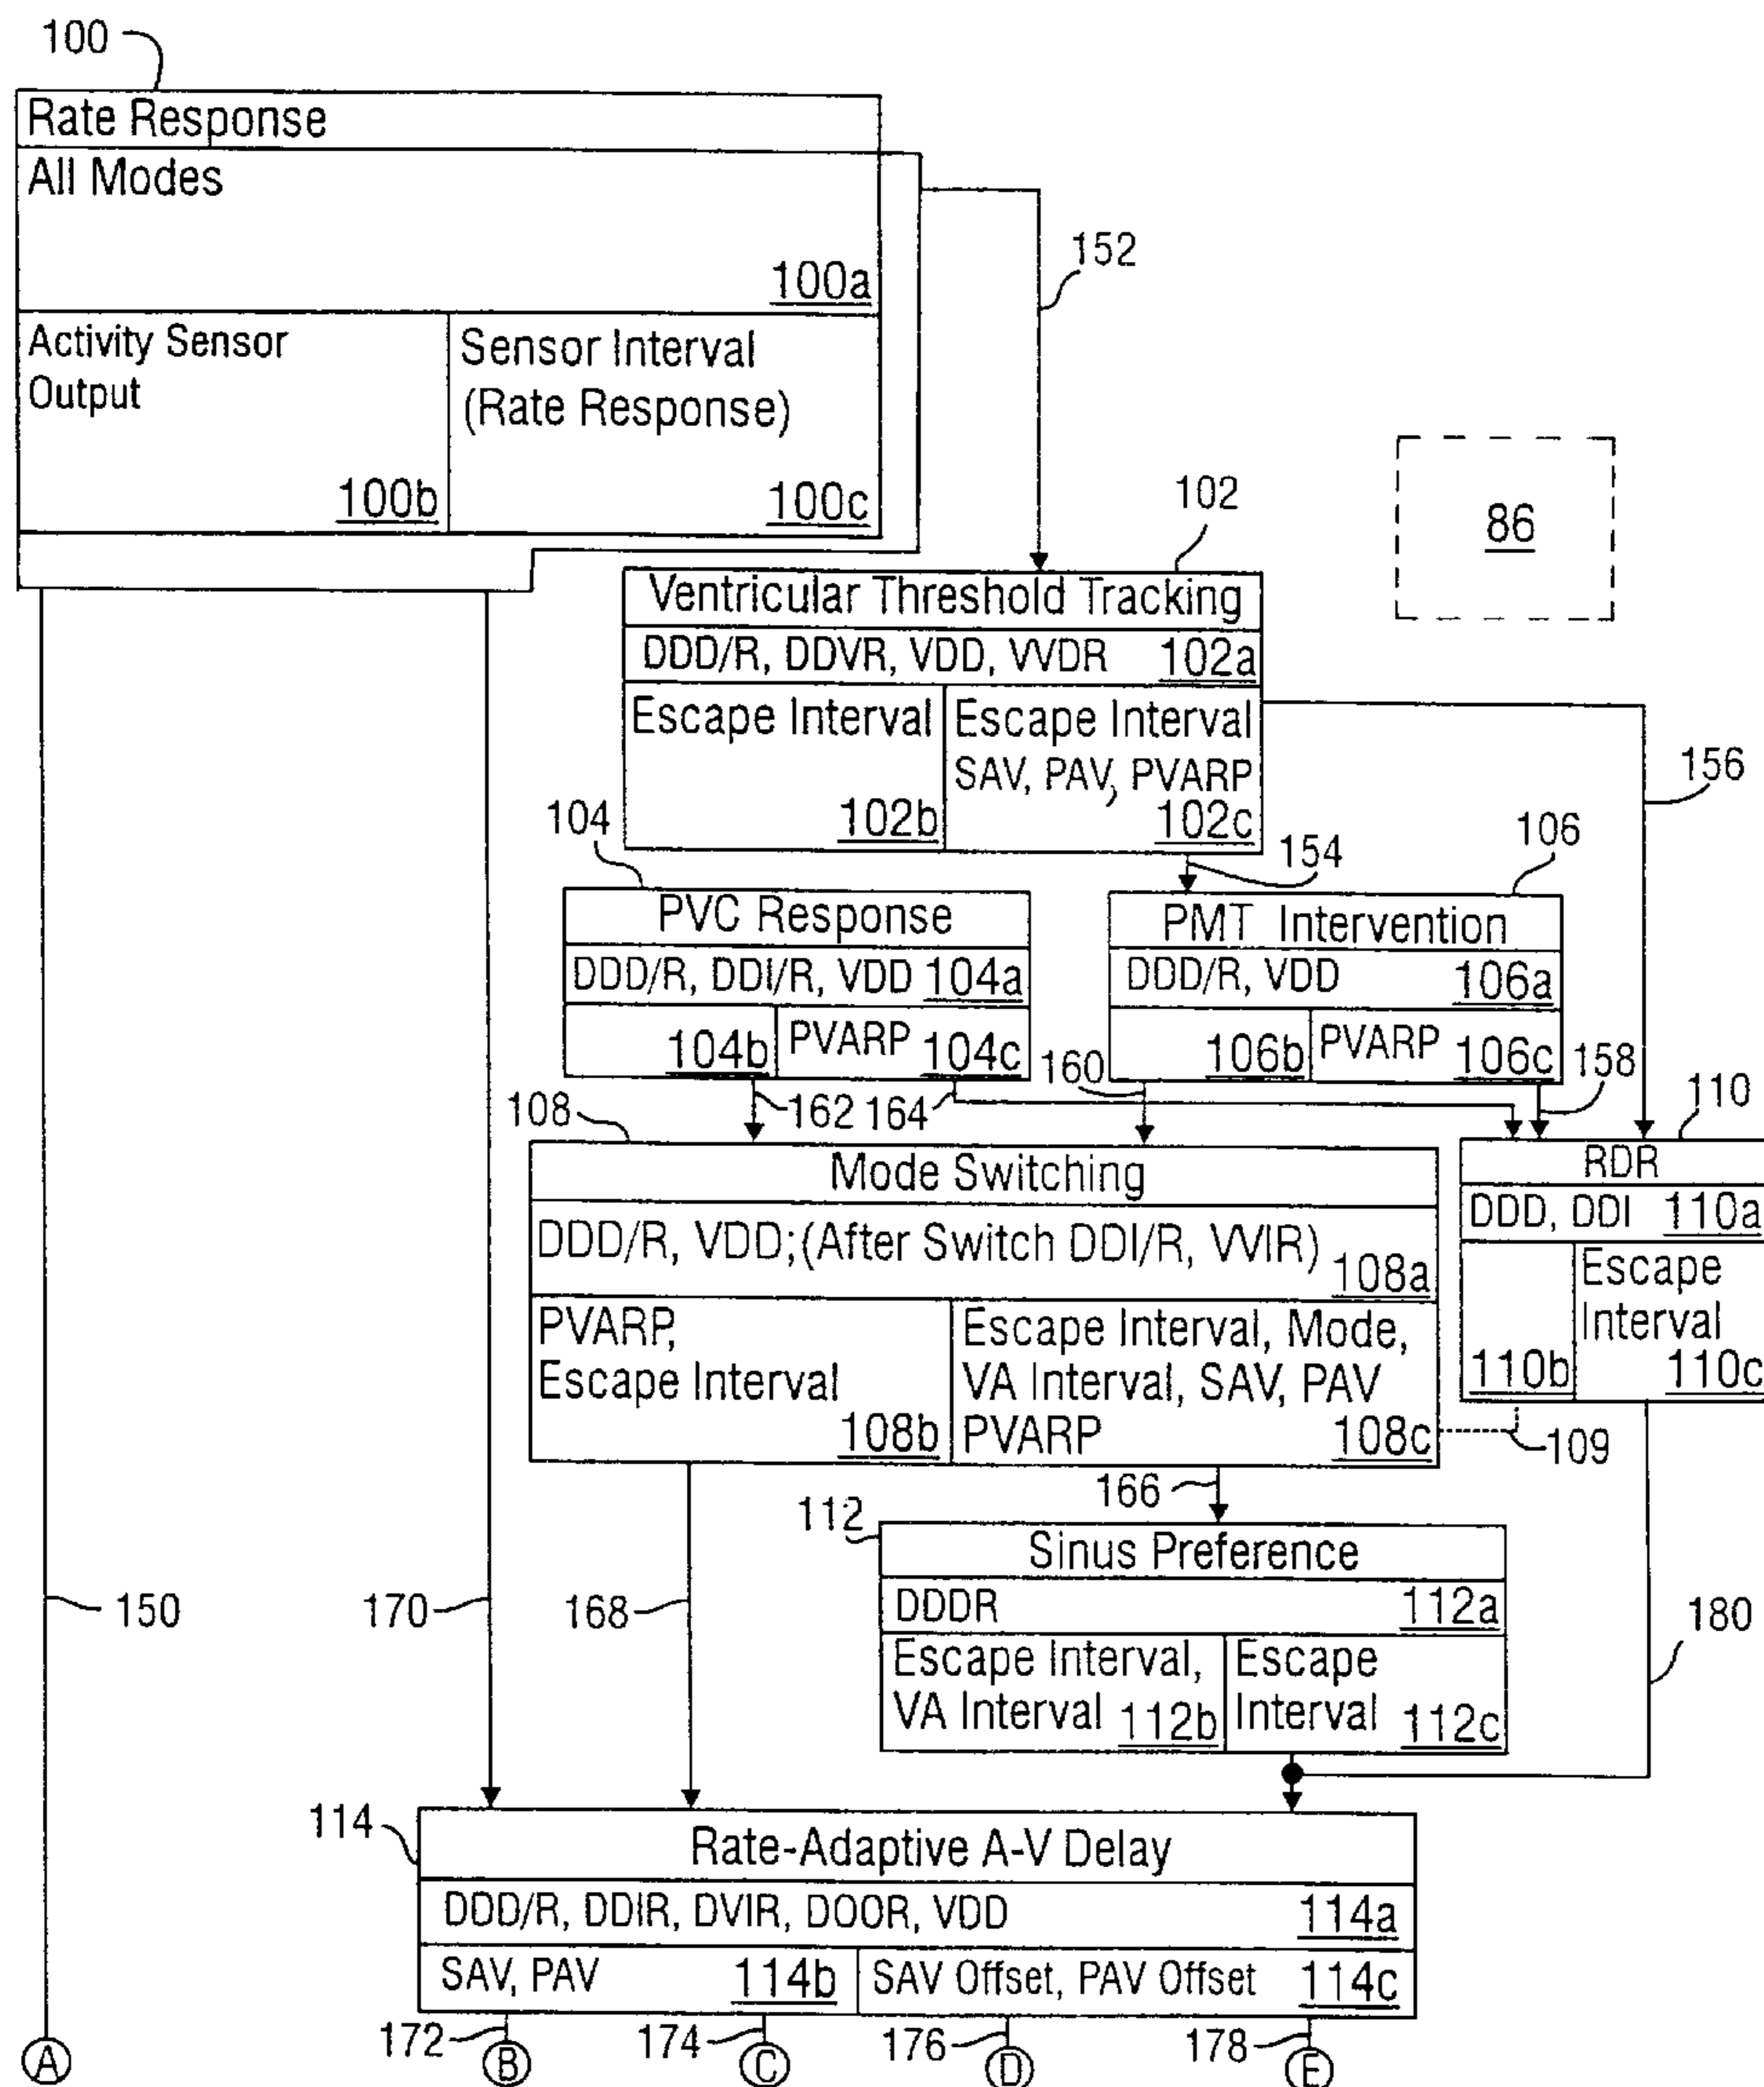 100
Rate Response
All Modes
100a
152
Activity Sensor
Output
100b
Sensor Interval
(Rate Response)
100c
86
102
Ventricular Threshold Tracking
DDD/R, DDVR, VDD, VVDR 102a
Escape Interval
102b
Escape Interval
SAV, PAV, PVARP
102c
156
104
154
106
PVC Response
DDD/R, DDI/R, VDD 104a
104b
PVARP 104c
PMT Intervention
DDD/R, VDD 106a
106b
PVARP 106c
162
164
160
158
108
110
Mode Switching
DDD/R, VDD;(After Switch DDI/R, VVIR)
108a
PVARP,
Escape Interval
108b
Escape Interval, Mode,
VA Interval, SAV, PAV
PVARP 108c
RDR
DDD, DDI 110a
110b
Escape
Interval
110c
109
166
112
Sinus Preference
DDDR 112a
Escape Interval,
VA Interval 112b
Escape
Interval 112c
150
170
168
180
114
Rate-Adaptive A-V Delay
DDD/R, DDIR, DVIR, DOOR, VDD 114a
SAV, PAV 114b
SAV Offset, PAV Offset 114c
172
174
176
178
A
B
C
D
E